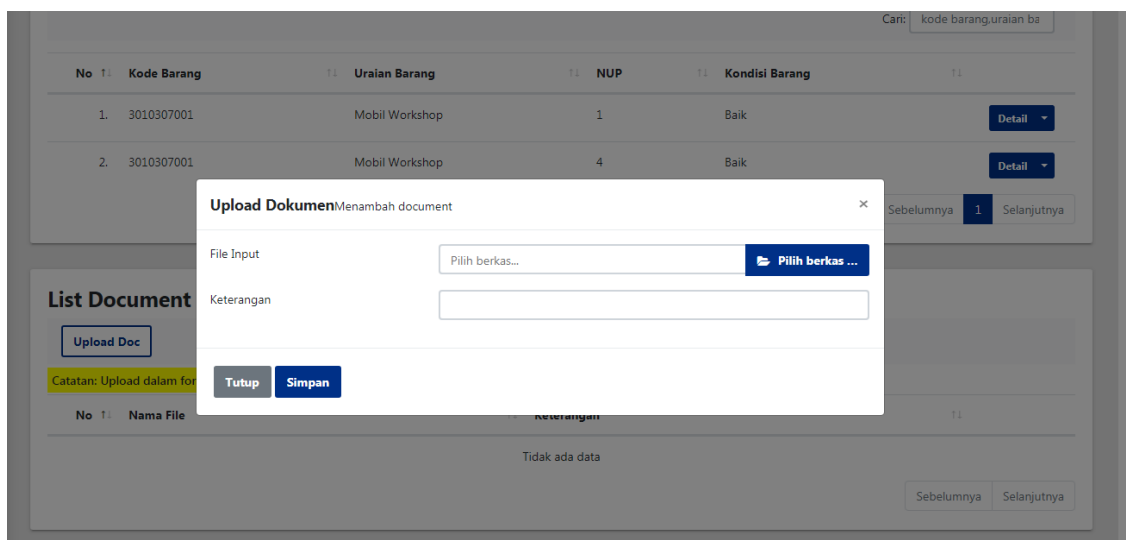 Cari: kode barang,uraian ba
No Kode Barang Uraian Barang NUP Kondisi Barang
1. 3010307001 Mobil Workshop 1 Baik Detail
2. 3010307001 Mobil Workshop 4 Baik Detail
Sebelumnya 1 Selanjutnya
Upload Dokumen Menambah document ×
File Input Pilih berkas... Pilih berkas ...
Keterangan
Tutup Simpan
List Document
Upload Doc
Catatan: Upload dalam for
No Nama File Keterangan
Tidak ada data
Sebelumnya Selanjutnya